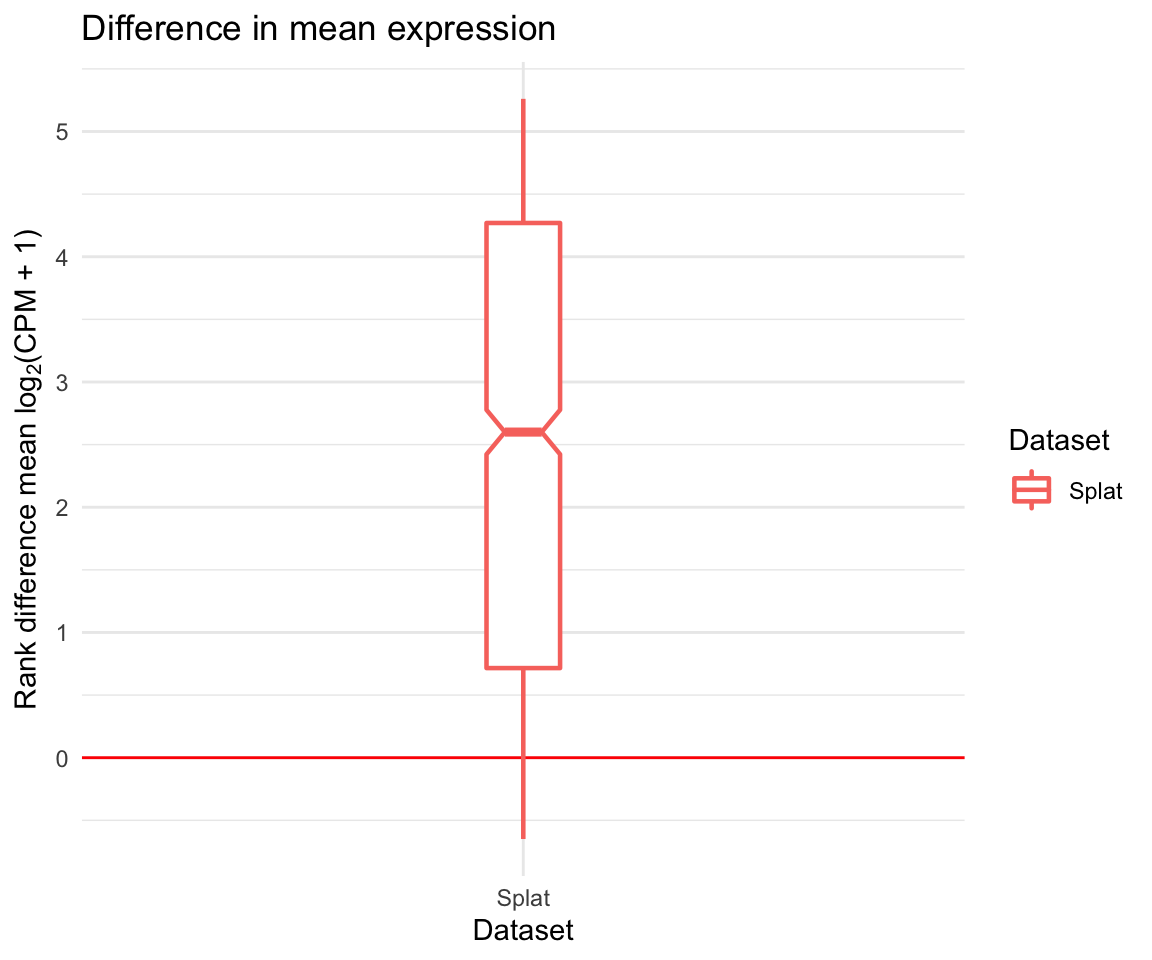 Difference in mean expression
Rank difference mean log₂(CPM + 1)
5
4
3
2
1
0
Splat
Dataset
Dataset
Splat